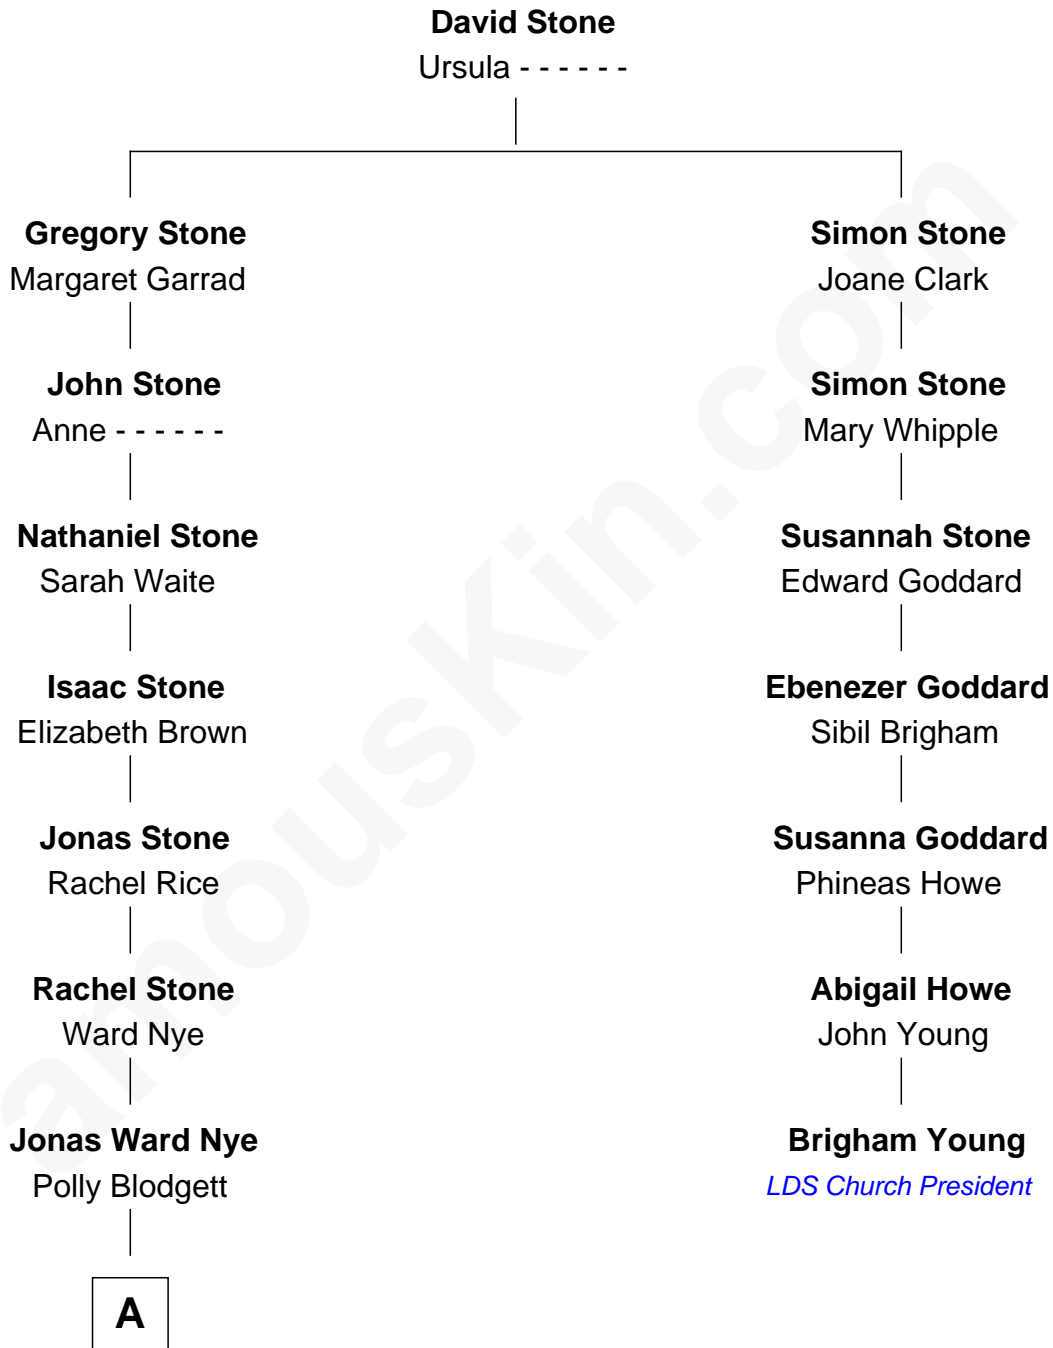 David Stone
Ursula - - - - - -
Gregory Stone
Margaret Garrad
Simon Stone
Joane Clark
John Stone
Anne - - - - - -
Simon Stone
Mary Whipple
Nathaniel Stone
Sarah Waite
Susannah Stone
Edward Goddard
Isaac Stone
Elizabeth Brown
Ebenezer Goddard
Sibil Brigham
Jonas Stone
Rachel Rice
Susanna Goddard
Phineas Howe
Rachel Stone
Ward Nye
Abigail Howe
John Young
Jonas Ward Nye
Polly Blodgett
Brigham Young
LDS Church President
A
amouskin.com